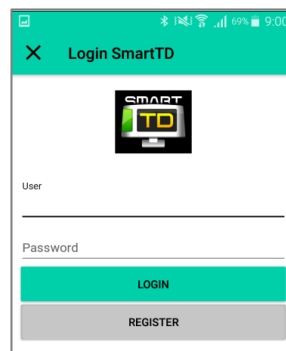 69% 9:00
Login SmartTD
SMART
TD
User
Password
LOGIN
REGISTER